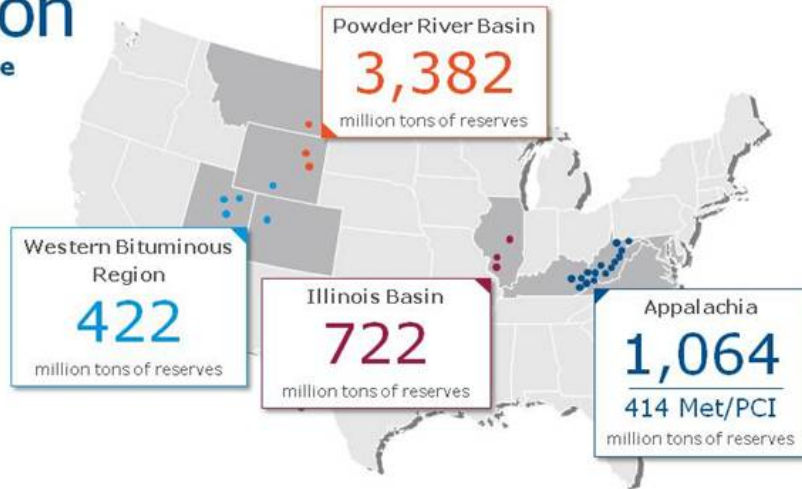 on
e
Powder River Basin
3,382
million tons of reserves
Western Bituminous
Region
422
million tons of reserves
Illinois Basin
722
million tons of reserves
Appalachia
1,064
414 Met/PCI
million tons of reserves